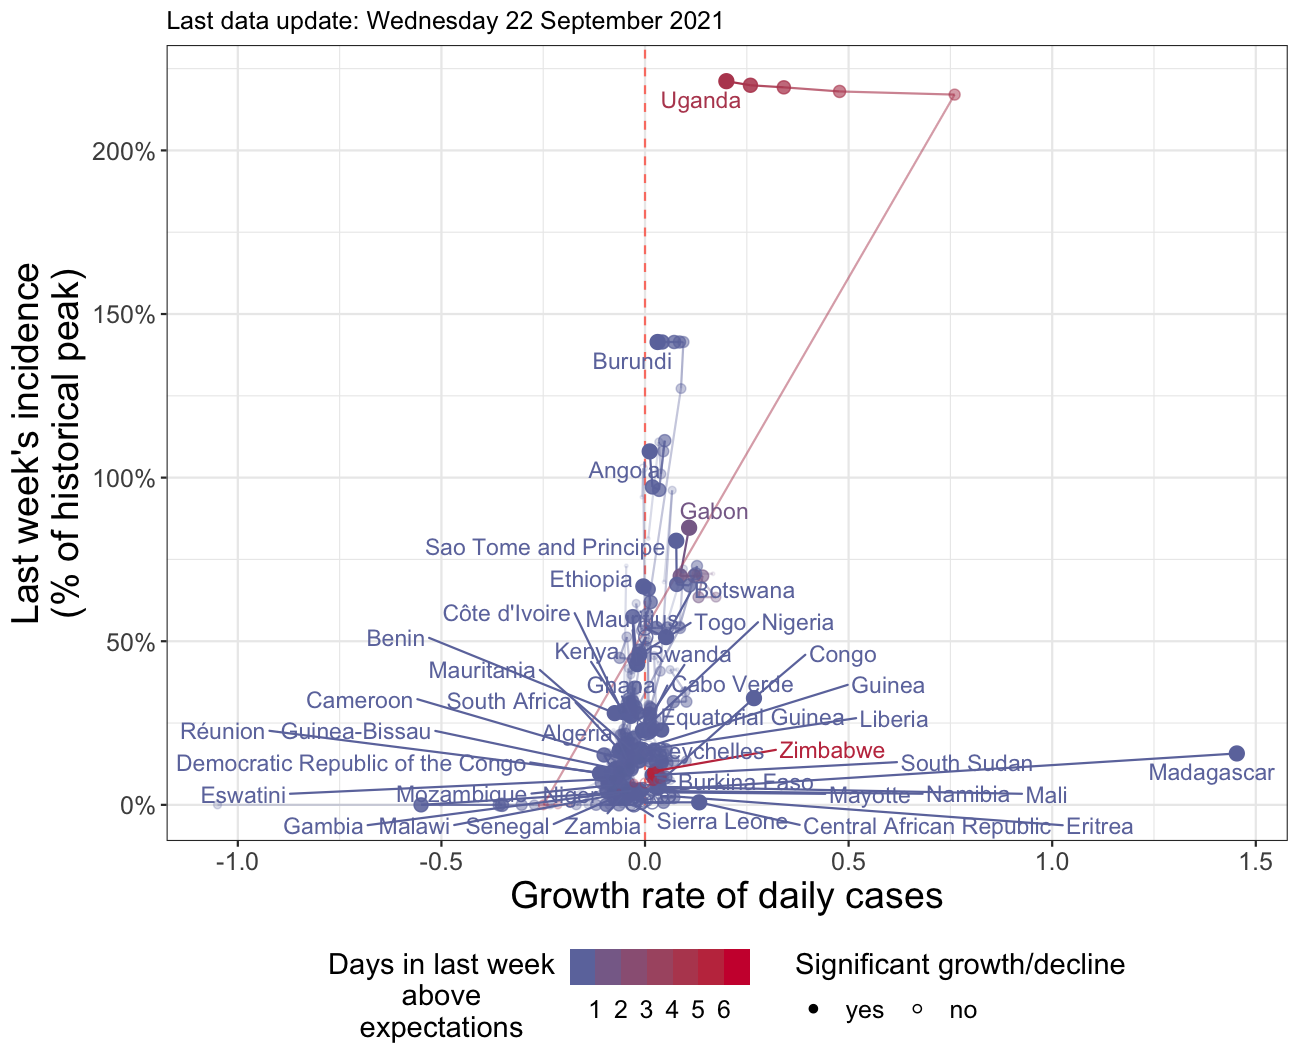 Last data update: Wednesday 22 September 2021
Last week's incidence
(% of historical peak)
200%
150%
100%
50%
0%
Uganda
Burundi
Angola
Gabon
Sao Tome and Principe
Ethiopia
Botswana
Côte d'Ivoire
Mauritius
Togo
Nigeria
Benin
Kenya
Rwanda
Congo
Mauritania
Ghana
Cabo Verde
Guinea
Cameroon
South Africa
Equatorial Guinea
Liberia
Réunion
Guinea-Bissau
Algeria
Seychelles
Zimbabwe
Democratic Republic of the Congo
South Sudan
Madagascar
Burkina Faso
Eswatini
Mozambique
Niger
Mayotte
Namibia
Mali
Gambia
Malawi
Senegal
Zambia
Sierra Leone
Central African Republic
Eritrea
-1.0
-0.5
0.0
0.5
1.0
1.5
Growth rate of daily cases
Days in last week
above
expectations
1 2 3 4 5 6
Significant growth/decline
yes
no